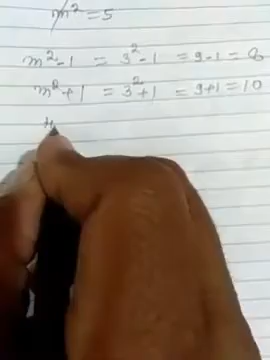 m² = 5
m²-1 = 3²-1 = 9-1 = 8
m²+1 = 3²+1 = 9+1 = 10